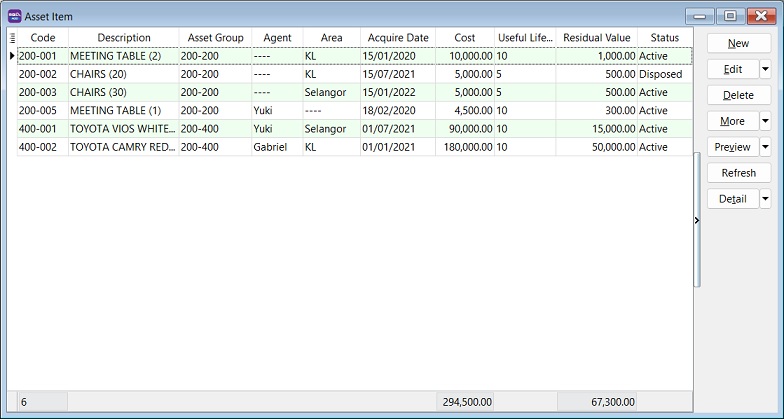 Asset Item
Code Description Asset Group Agent Area Acquire Date Cost Useful Life... Residual Value Status
200-001 MEETING TABLE (2) 200-200 ---- KL 15/01/2020 10,000.00 10 1,000.00 Active
200-002 CHAIRS (20) 200-200 ---- KL 15/07/2021 5,000.00 5 500.00 Disposed
200-003 CHAIRS (30) 200-200 ---- Selangor 15/01/2022 5,000.00 5 500.00 Active
200-005 MEETING TABLE (1) 200-200 Yuki ---- 18/02/2020 4,500.00 10 300.00 Active
400-001 TOYOTA VIOS WHITE... 200-400 Yuki Selangor 01/07/2021 90,000.00 10 15,000.00 Active
400-002 TOYOTA CAMRY RED... 200-400 Gabriel KL 01/01/2021 180,000.00 10 50,000.00 Active
6 294,500.00 67,300.00
New
Edit
Delete
More
Preview
Refresh
Detail